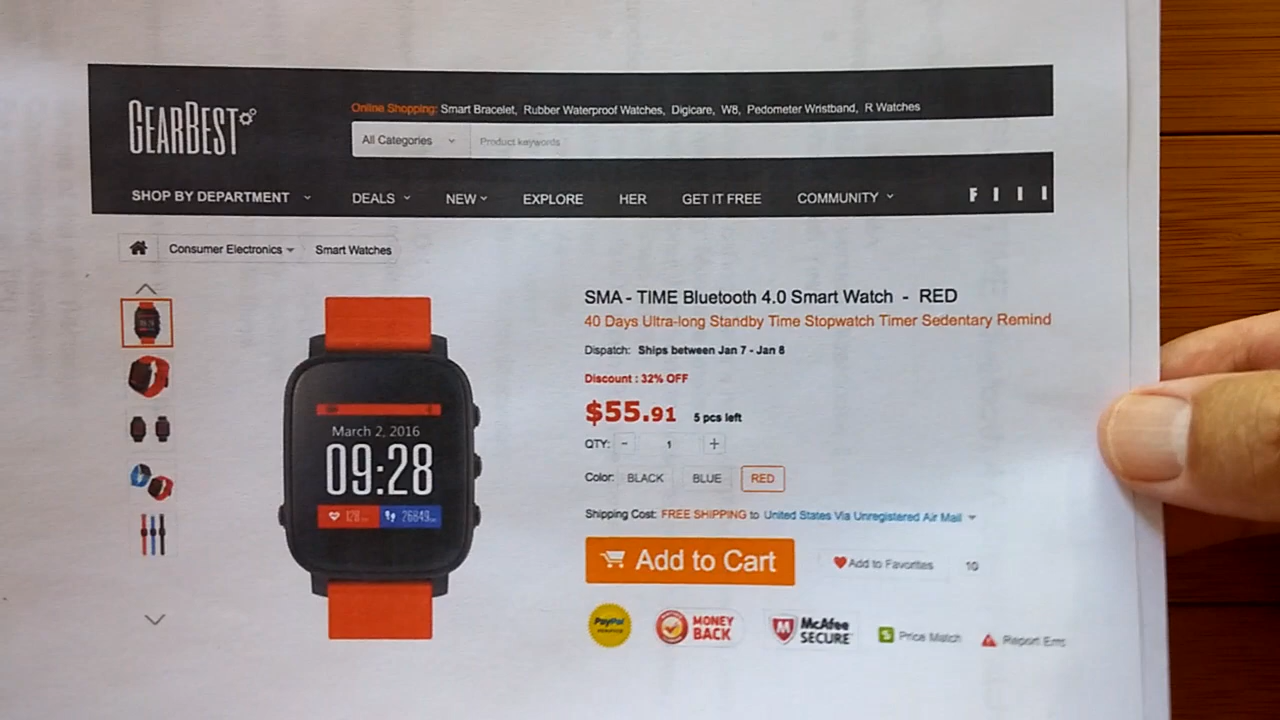 GEARBEST
Online Shopping: Smart Bracelet, Rubber Waterproof Watches, Digicare, W8, Pedometer Wristband, R Watches
All Categories Product keywords
SHOP BY DEPARTMENT DEALS NEW EXPLORE HER GET IT FREE COMMUNITY
Consumer Electronics Smart Watches
SMA - TIME Bluetooth 4.0 Smart Watch - RED
40 Days Ultra-long Standby Time Stopwatch Timer Sedentary Remind
Dispatch: Ships between Jan 7 - Jan 8
Discount : 32% OFF
$55.91 5 pcs left
QTY: - 1 +
Color: BLACK BLUE RED
Shipping Cost: FREE SHIPPING to United States Via Unregistered Air Mail
Add to Cart Add to Favorites 10
PayPal
MONEY BACK
McAfee SECURE
Price Match
Report
March 2, 2016
09:28
128
26849